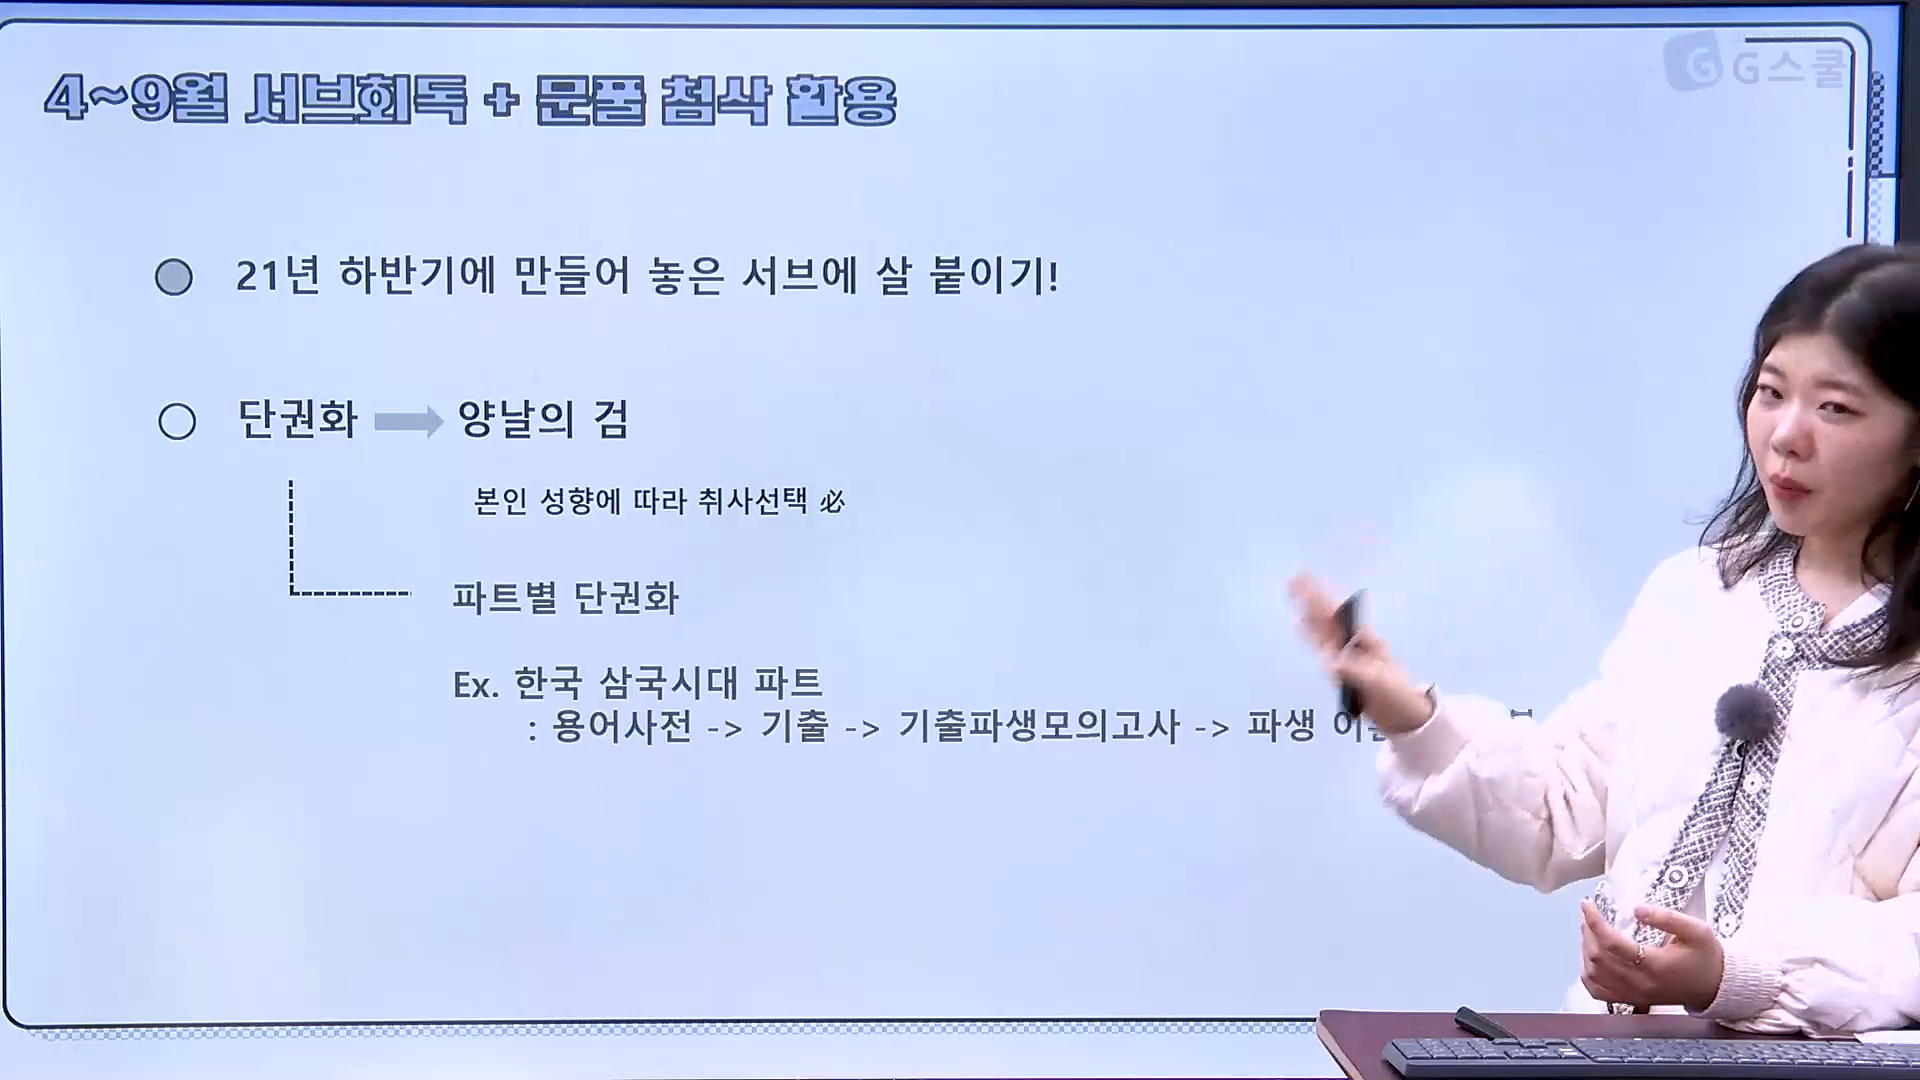 G스쿨
4~9월 서브회독 + 문풀 첨삭 활용
21년 하반기에 만들어 놓은 서브에 살 붙이기!
단권화 양날의 검
본인 성향에 따라 취사선택 必
파트별 단권화
Ex. 한국 삼국시대 파트
: 용어사전 -> 기출 -> 기출파생모의고사 -> 파생